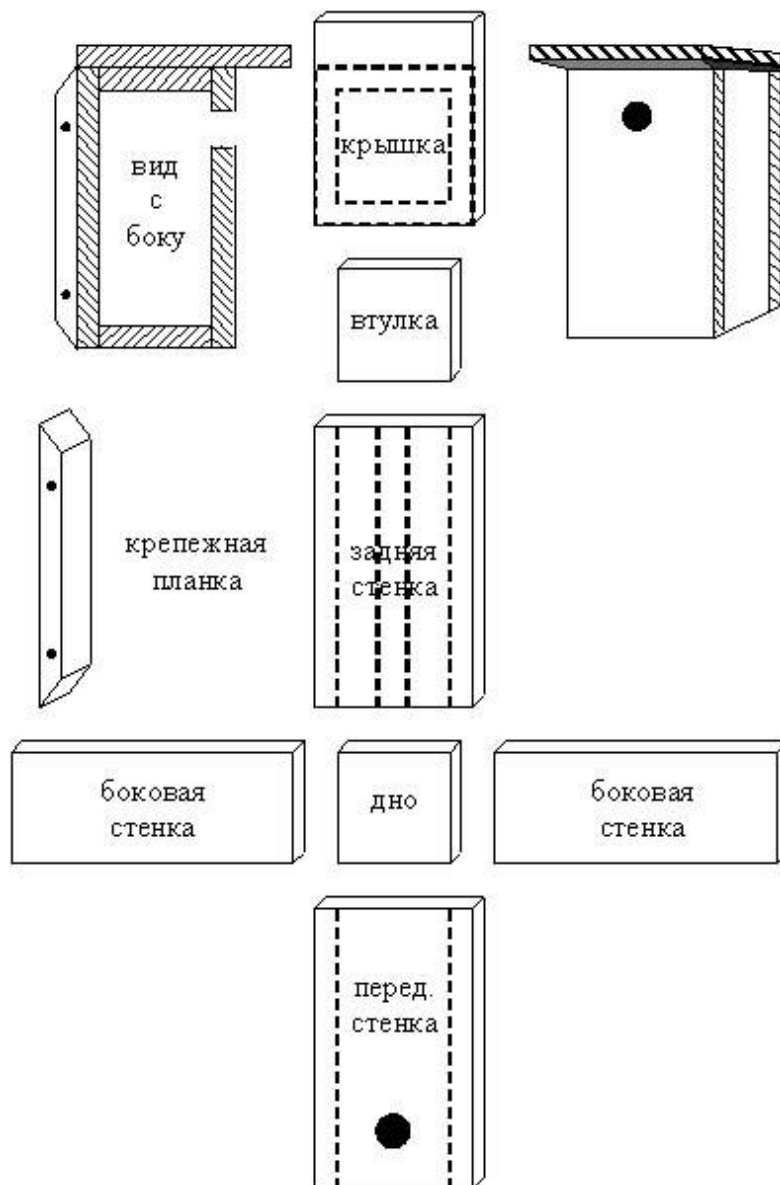 вид
с
боку
крышка
втулка
крепежная
планка
задняя
стенка
боковая
стенка
дно
боковая
стенка
перед.
стенка